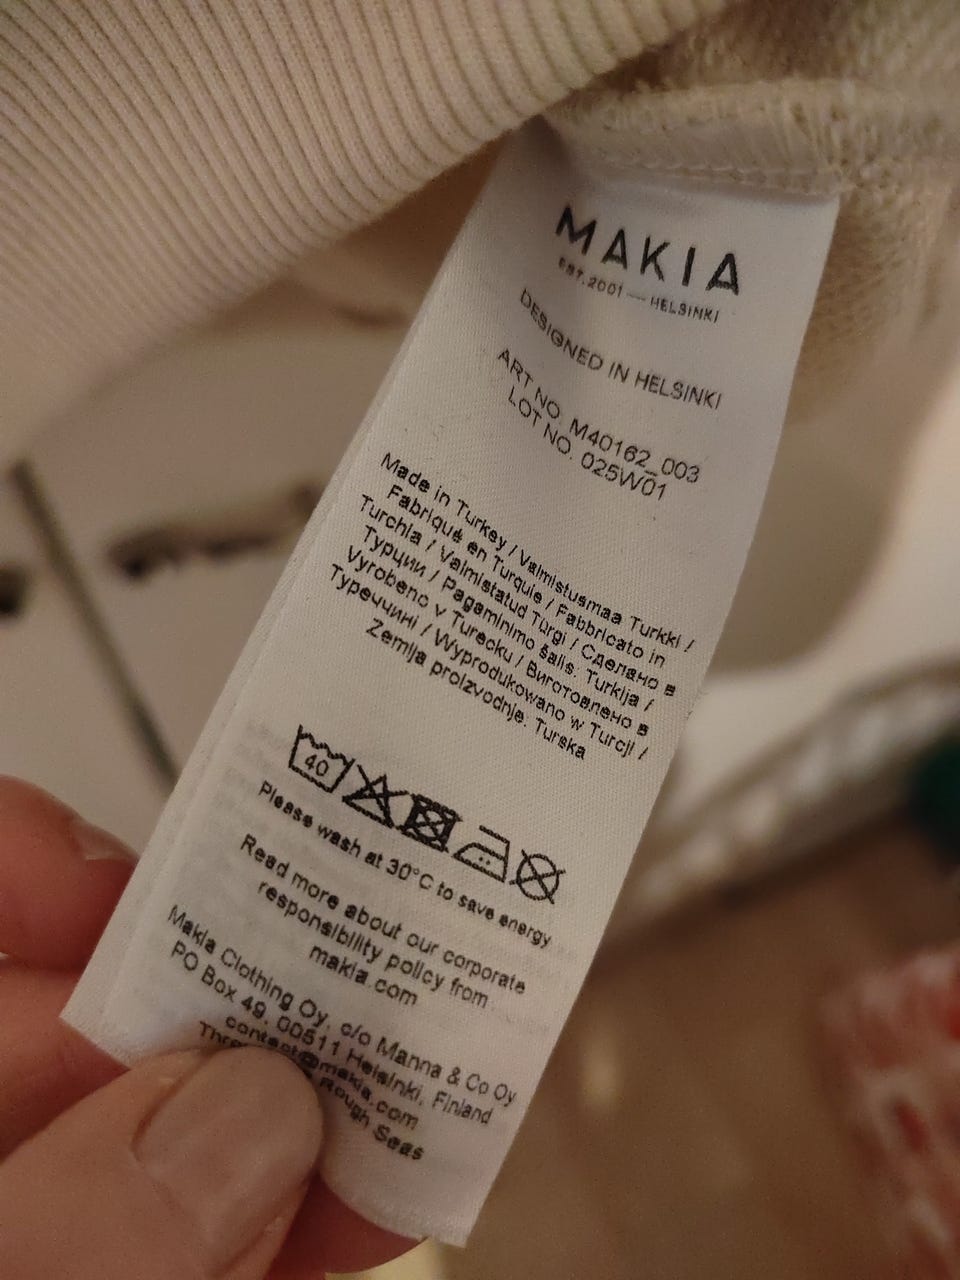 MAKIA
EST.2001 — HELSINKI
DESIGNED IN HELSINKI
ART NO. M40162_003
LOT NO. 025W01
Made in Turkey / Valmistusmaa Turkki /
Fabriqué en Turquie / Fabbricato in
Turchia / Valmistatud Türgi / Сделано в
Турции / Pagaminimo šalis: Turkija /
Vyrobeno v Turecku / Виготовлено в
Туреччині / Wyprodukowano w Turcji /
Zemlja proizvodnje: Turska
40
Please wash at 30°C to save energy
Read more about our corporate
responsibility policy from
makia.com
Makia Clothing Oy, c/o Manna & Co Oy
PO Box 49, 00511 Helsinki, Finland
contact@makia.com
Rough Seas